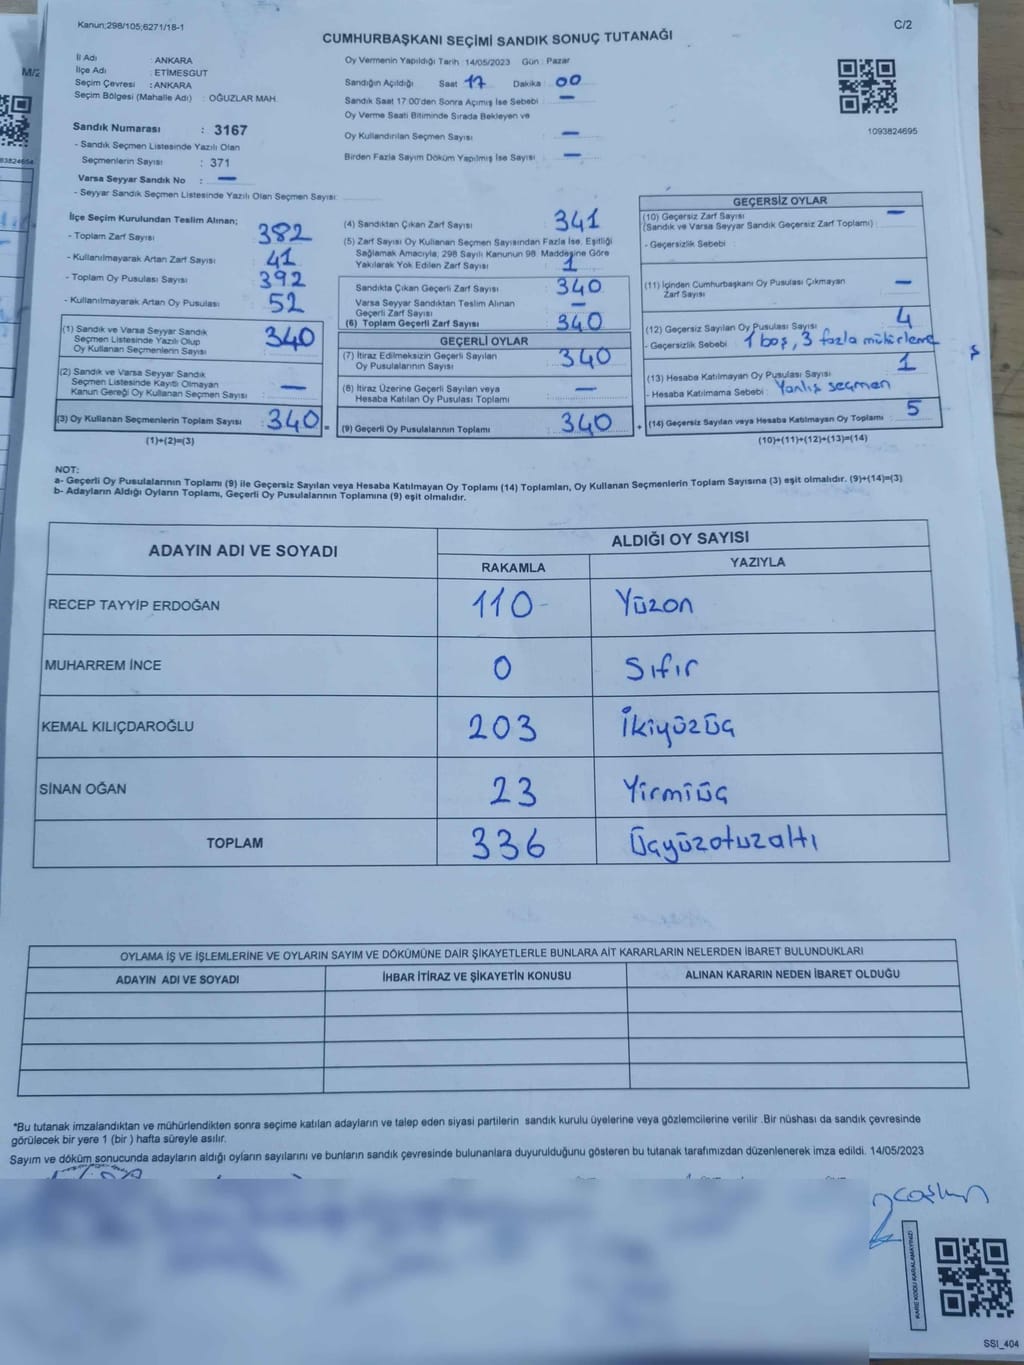 Kanun:298/105;6271/18-1
C/2
CUMHURBAŞKANI SEÇİMİ SANDIK SONUÇ TUTANAĞI
İl Adı : ANKARA
İlçe Adı : ETİMESGUT
Seçim Çevresi : ANKARA
Seçim Bölgesi (Mahalle Adı) : OĞUZLAR MAH.
Sandık Numarası : 3167
- Sandık Seçmen Listesinde Yazılı Olan
Seçmenlerin Sayısı : 371
Varsa Seyyar Sandık No : —
- Seyyar Sandık Seçmen Listesinde Yazılı Olan Seçmen Sayısı:
Oy Vermenin Yapıldığı Tarih :14/05/2023 Gün : Pazar
Sandığın Açıldığı Saat 17 Dakika : 00
Sandık Saat 17:00'den Sonra Açımış İse Sebebi : —
Oy Verme Saati Bitiminde Sırada Bekleyen ve
Oy Kullandırılan Seçmen Sayısı : —
Birden Fazla Sayım Döküm Yapılmış İse Sayısı : —
1093824695
İlçe Seçim Kurulundan Teslim Alınan;
- Toplam Zarf Sayısı 382
- Kullanılmayarak Artan Zarf Sayısı 41
- Toplam Oy Pusulası Sayısı 392
- Kullanılmayarak Artan Oy Pusulası 52
(1) Sandık ve Varsa Seyyar Sandık
Seçmen Listesinde Yazılı Olup
Oy Kullanan Seçmenlerin Sayısı 340
(2) Sandık ve Varsa Seyyar Sandık
Seçmen Listesinde Kayıtlı Olmayan
Kanun Gereği Oy Kullanan Seçmen Sayısı —
(3) Oy Kullanan Seçmenlerin Toplam Sayısı 340 =
(1)+(2)=(3)
(4) Sandıktan Çıkan Zarf Sayısı 341
(5) Zarf Sayısı Oy Kullanan Seçmen Sayısından Fazla İse, Eşitliği
Sağlamak Amacıyla, 298 Sayılı Kanunun 98. Maddesine Göre
Yakılarak Yok Edilen Zarf Sayısı 1
Sandıkta Çıkan Geçerli Zarf Sayısı 340
Varsa Seyyar Sandıktan Teslim Alınan
Geçerli Zarf Sayısı —
(6) Toplam Geçerli Zarf Sayısı 340
GEÇERLİ OYLAR
(7) İtiraz Edilmeksizin Geçerli Sayılan
Oy Pusulalarının Sayısı 340
(8) İtiraz Üzerine Geçerli Sayılan veya
Hesaba Katılan Oy Pusulası Toplamı —
(9) Geçerli Oy Pusulalarının Toplamı 340 +
GEÇERSİZ OYLAR
(10) Geçersiz Zarf Sayısı —
(Sandık ve Varsa Seyyar Sandık Geçersiz Zarf Toplamı)
- Geçersizlik Sebebi :
(11) İçinden Cumhurbaşkanı Oy Pusulası Çıkmayan
Zarf Sayısı —
(12) Geçersiz Sayılan Oy Pusulası Sayısı 4
- Geçersizlik Sebebi : 1 boş, 3 fazla mühürleme
(13) Hesaba Katılmayan Oy Pusulası Sayısı 1
- Hesaba Katılmama Sebebi : Yanlış seçmen
(14) Geçersiz Sayılan veya Hesaba Katılmayan Oy Toplamı 5
(10)+(11)+(12)+(13)=(14)
NOT:
a- Geçerli Oy Pusulalarının Toplamı (9) ile Geçersiz Sayılan veya Hesaba Katılmayan Oy Toplamı (14) Toplamları, Oy Kullanan Seçmenlerin Toplam Sayısına (3) eşit olmalıdır. (9)+(14)=(3)
b- Adayların Aldığı Oyların Toplamı, Geçerli Oy Pusulalarının Toplamına (9) eşit olmalıdır.
ADAYIN ADI VE SOYADI
ALDIĞI OY SAYISI
RAKAMLA YAZIYLA
RECEP TAYYİP ERDOĞAN 110 Yüzon
MUHARREM İNCE 0 Sıfır
KEMAL KILIÇDAROĞLU 203 İkiyüzüç
SİNAN OĞAN 23 Yirmiüç
TOPLAM 336 Üçyüzotuzaltı
OYLAMA İŞ VE İŞLEMLERİNE VE OYLARIN SAYIM VE DÖKÜMÜNE DAİR ŞİKAYETLERLE BUNLARA AİT KARARLARIN NELERDEN İBARET BULUNDUKLARI
ADAYIN ADI VE SOYADI İHBAR İTİRAZ VE ŞİKAYETİN KONUSU ALINAN KARARIN NEDEN İBARET OLDUĞU
*Bu tutanak imzalandıktan ve mühürlendikten sonra seçime katılan adayların ve talep eden siyasi partilerin sandık kurulu üyelerine veya gözlemcilerine verilir .Bir nüshası da sandık çevresinde
görülecek bir yere 1 (bir ) hafta süreyle asılır.
Sayım ve döküm sonucunda adayların aldığı oyların sayılarını ve bunların sandık çevresinde bulunanlara duyurulduğunu gösteren bu tutanak tarafımızdan düzenlenerek imza edildi. 14/05/2023
KARE KODU KARALAMAYINIZ!
SSI_404